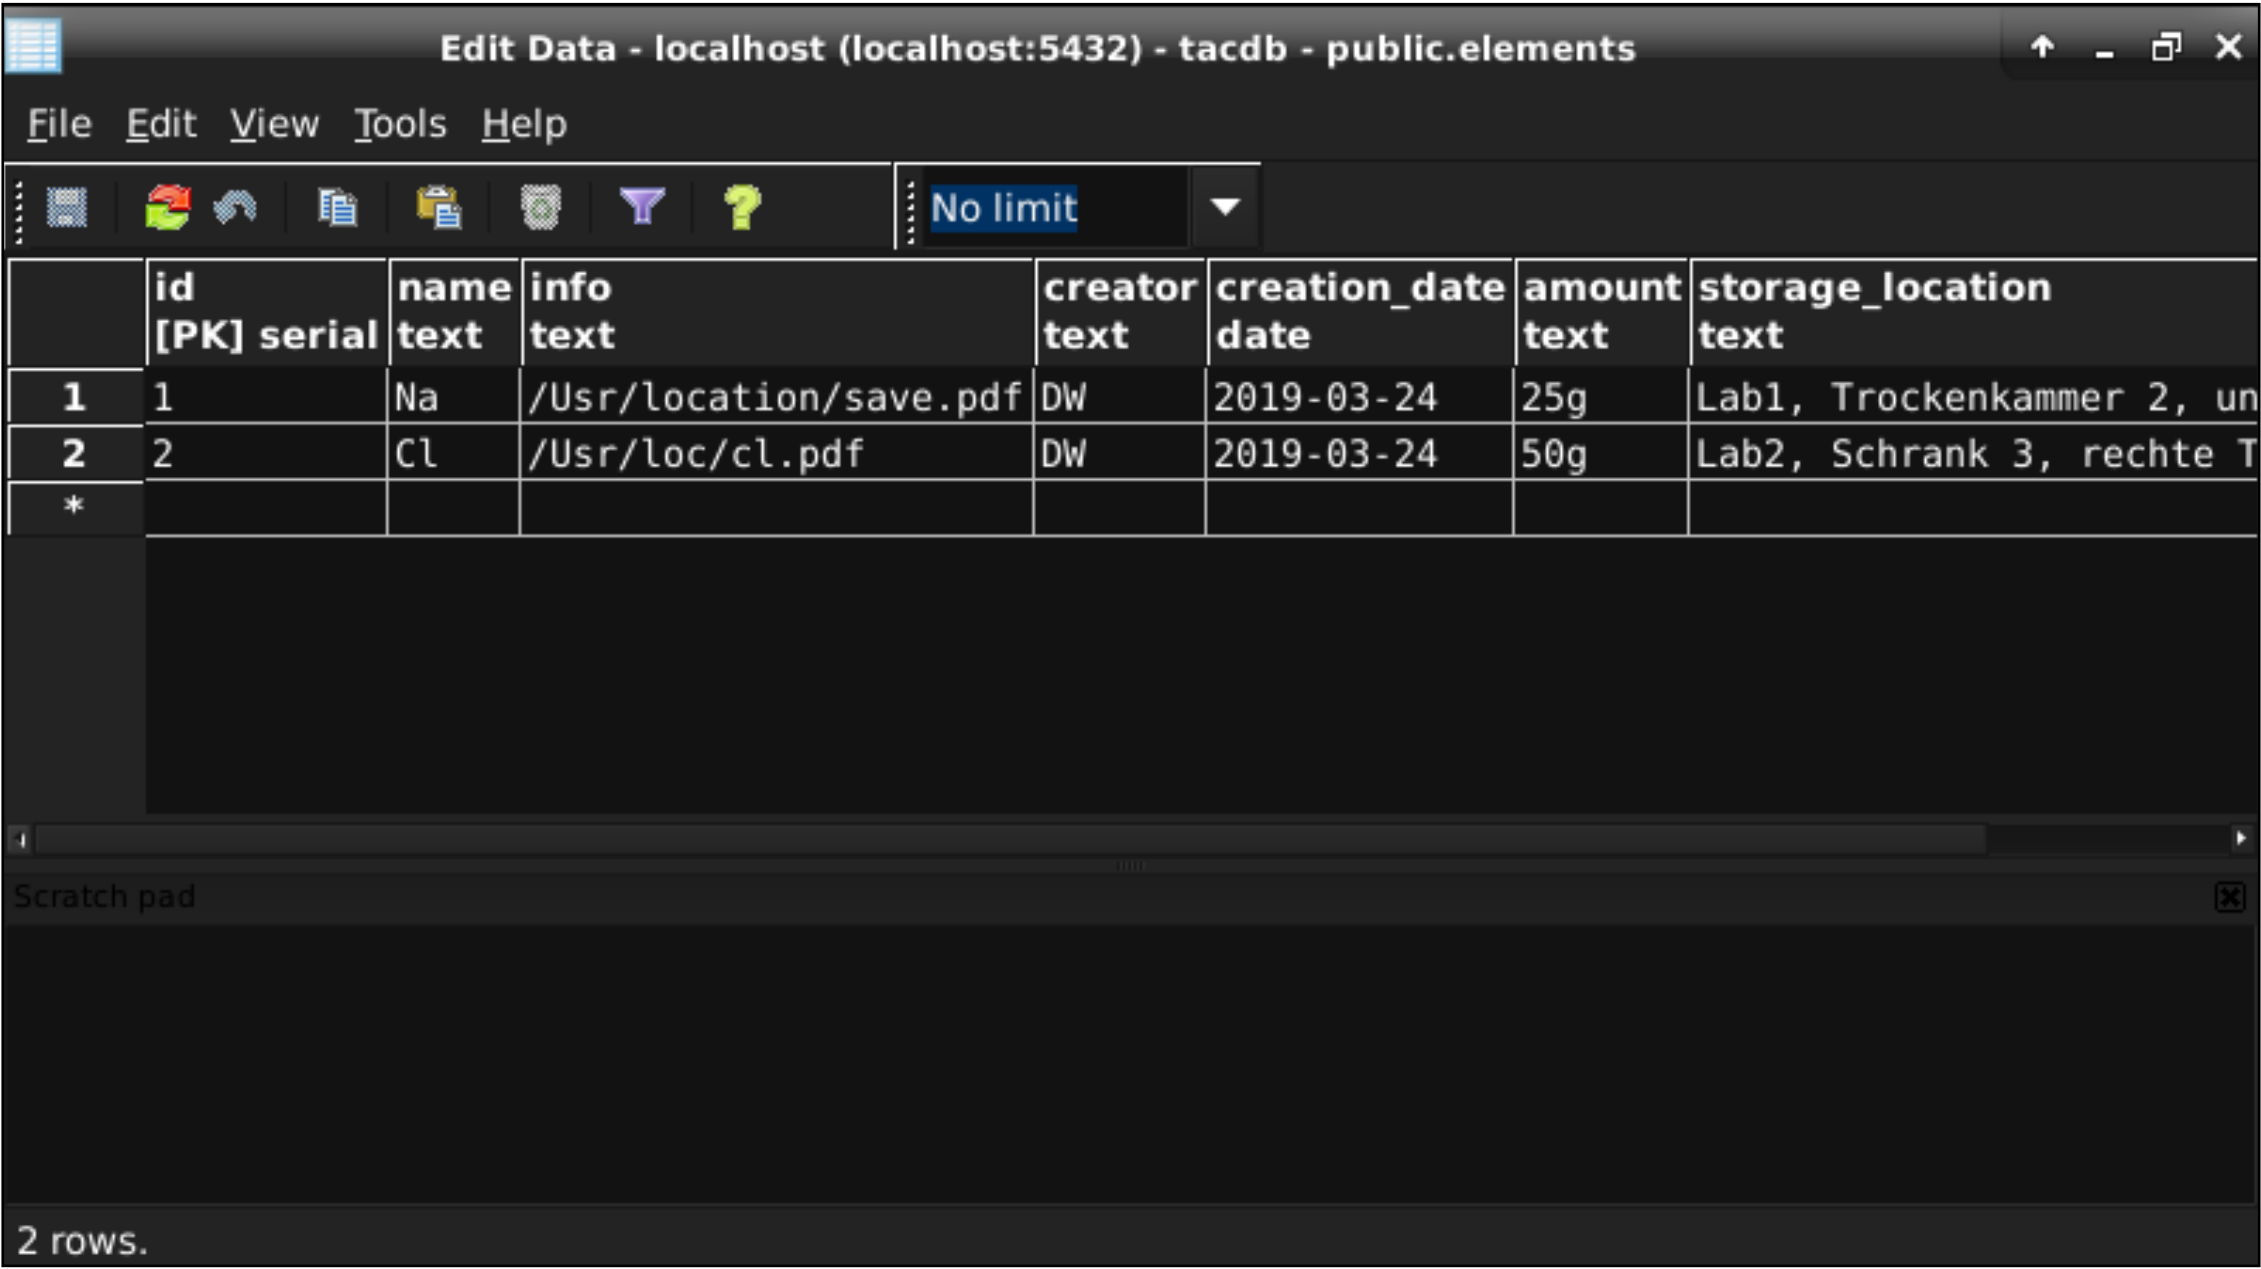 Edit Data - localhost (localhost:5432) - tacdb - public.elements
File Edit View Tools Help
No limit
id name info creator creation_date amount storage_location
[PK] serial text text text date text text
1 1 Na /Usr/location/save.pdf DW 2019-03-24 25g Lab1, Trockenkammer 2, un
2 2 Cl /Usr/loc/cl.pdf DW 2019-03-24 50g Lab2, Schrank 3, rechte T
*
Scratch pad
2 rows.